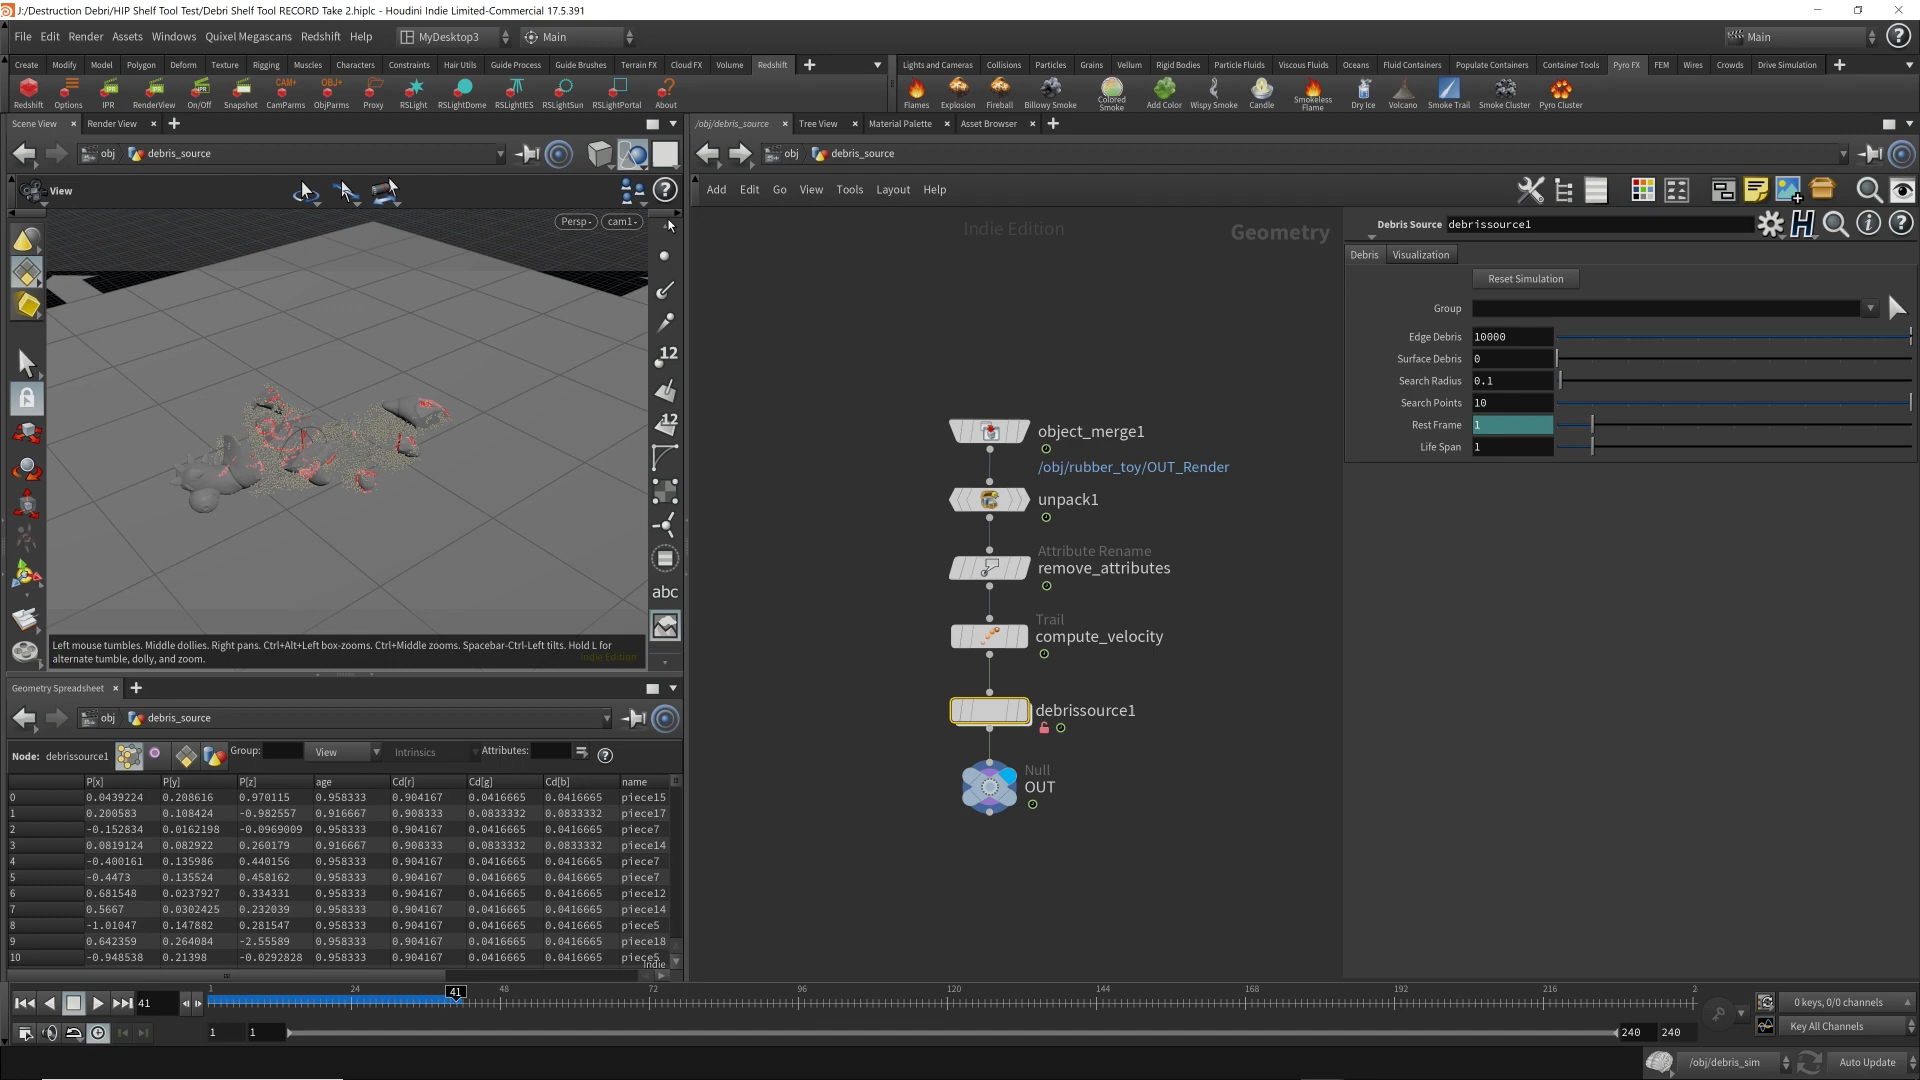 J:/Destruction Debri/HIP Shelf Tool Test/Debri Shelf Tool RECORD Take 2.hiplc - Houdini Indie Limited-Commercial 17.5.391
File Edit Render Assets Windows Quixel Megascans Redshift Help MyDesktop3 Main Main
Create Modify Model Polygon Deform Texture Rigging Muscles Characters Constraints Hair Utils Guide Process Guide Brushes Terrain FX Cloud FX Volume Redshift
Lights and Cameras Collisions Particles Grains Vellum Rigid Bodies Particle Fluids Viscous Fluids Oceans Fluid Containers Populate Containers Container Tools Pyro FX FEM Wires Crowds Drive Simulation
Redshift Options IPR RenderView On/Off Snapshot CamParms ObjParms Proxy RSLight RSLightDome RSLightIES RSLightSun RSLightPortal About
Flames Explosion Fireball Billowy Smoke Colored Smoke Add Color Wispy Smoke Candle Smokeless Flame Dry Ice Volcano Smoke Trail Smoke Cluster Pyro Cluster
Scene View Render View
/obj/debris_source Tree View Material Palette Asset Browser
obj debris_source
obj debris_source
View
Add Edit Go View Tools Layout Help
Persp cam1
Indie Edition
Geometry
Debris Source debrissource1
Debris Visualization
Reset Simulation
Group
Edge Debris 10000
Surface Debris 0
Search Radius 0.1
Search Points 10
Rest Frame 1
Life Span 1
12
12
abc
object_merge1
/obj/rubber_toy/OUT_Render
unpack1
Attribute Rename
remove_attributes
Trail
compute_velocity
debrissource1
Null
OUT
Left mouse tumbles. Middle dollies. Right pans. Ctrl+Alt+Left box-zooms. Ctrl+Middle zooms. Spacebar-Ctrl-Left tilts. Hold L for
alternate tumble, dolly, and zoom.
Indie Edition
Geometry Spreadsheet
obj debris_source
Node: debrissource1 Group: View Intrinsics Attributes:
P[x] P[y] P[z] age Cd[r] Cd[g] Cd[b] name
0 0.0439224 0.208616 0.970115 0.958333 0.904167 0.0416665 0.0416665 piece15
1 0.200583 0.108424 -0.982557 0.916667 0.908333 0.0833332 0.0833332 piece17
2 -0.152834 0.0162198 -0.0969009 0.958333 0.904167 0.0416665 0.0416665 piece7
3 0.0819124 0.082922 0.260179 0.916667 0.908333 0.0833332 0.0833332 piece14
4 -0.400161 0.135986 0.440156 0.958333 0.904167 0.0416665 0.0416665 piece7
5 -0.4473 0.135524 0.458162 0.958333 0.904167 0.0416665 0.0416665 piece7
6 0.681548 0.0237927 0.334331 0.958333 0.904167 0.0416665 0.0416665 piece12
7 0.5667 0.0302425 0.232039 0.958333 0.904167 0.0416665 0.0416665 piece14
8 -1.01047 0.147882 0.281547 0.958333 0.904167 0.0416665 0.0416665 piece5
9 0.642359 0.264084 -2.55589 0.958333 0.904167 0.0416665 0.0416665 piece18
10 -0.948538 0.21398 -0.0292828 0.958333 0.904167 0.0416665 0.0416665 piece5
Indie
41 1 24 41 48 72 96 120 144 168 192 216 2
0 keys, 0/0 channels
1 1 240 240
Key All Channels
/obj/debris_sim Auto Update